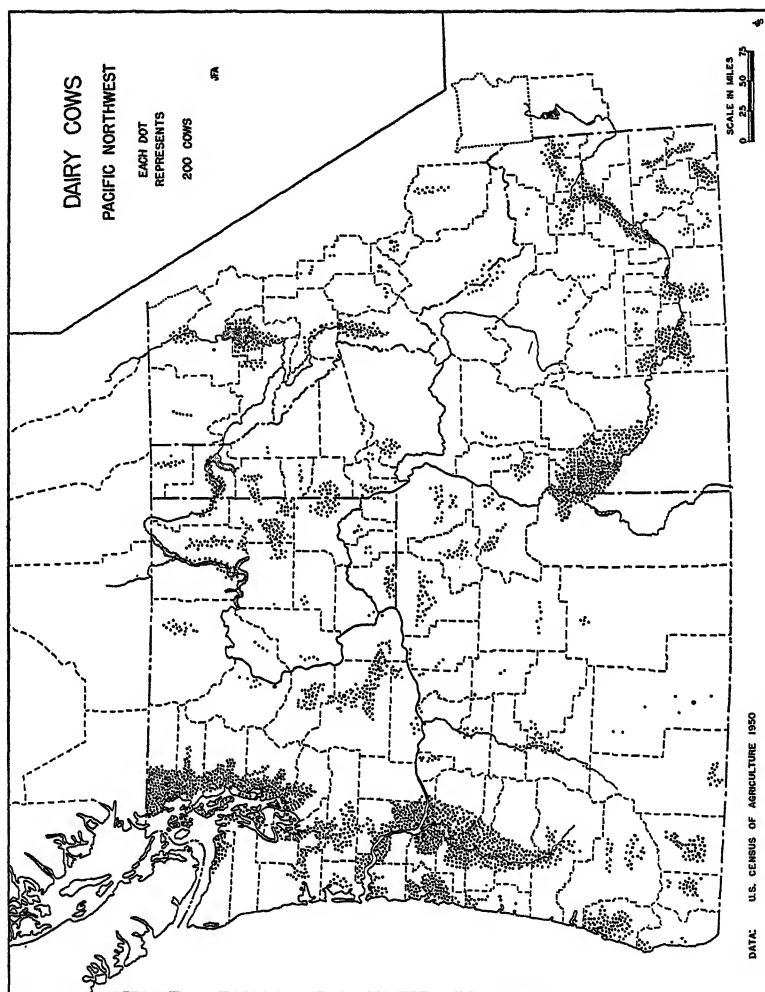 DAIRY COWS
PACIFIC NORTHWEST
EACH DOT
REPRESENTS
200 COWS
JFA
SCALE IN MILES
0 25 50 75
DATA: U.S. CENSUS OF AGRICULTURE 1950